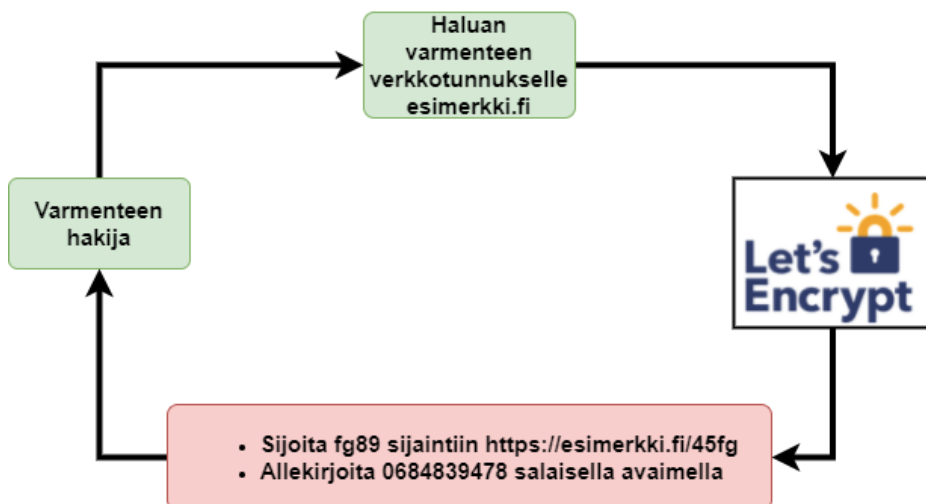 Haluan
varmenteen
verkkotunnukselle
esimerkki.fi
Varmenteen
hakija
Let's
Encrypt
• Sijoita fg89 sijaintiin https://esimerkki.fi/45fg
• Allekirjoita 0684839478 salaisella avaimella